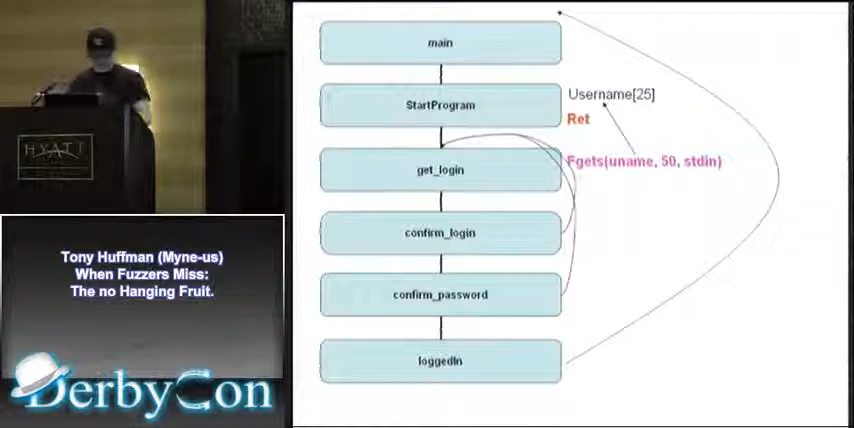 HYATT
Tony Huffman (Myne-us)
When Fuzzers Miss:
The no Hanging Fruit.
DerbyCon
main
StartProgram
Username[25]
Ret
get_login
Fgets(uname, 50, stdin)
confirm_login
confirm_password
loggedIn